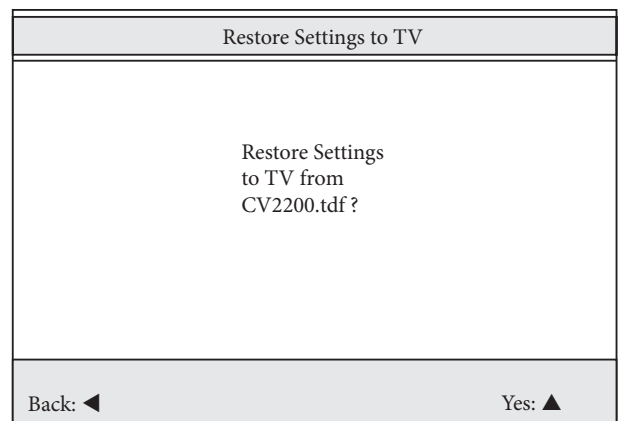 Restore Settings to TV
Restore Settings
to TV from
CV2200.tdf ?
Back: ◀
Yes: ▲